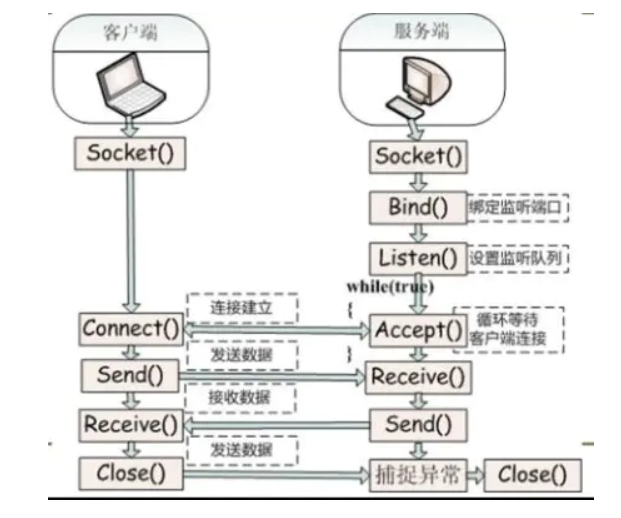 客户端
服务端
Socket()
Socket()
Bind()
绑定监听端口
Listen()
设置监听队列
while(true)
{
连接建立
Connect()
Accept()
循环等待
客户端连接
}
发送数据
Send()
Receive()
接收数据
Receive()
Send()
发送数据
Close()
捕捉异常
Close()